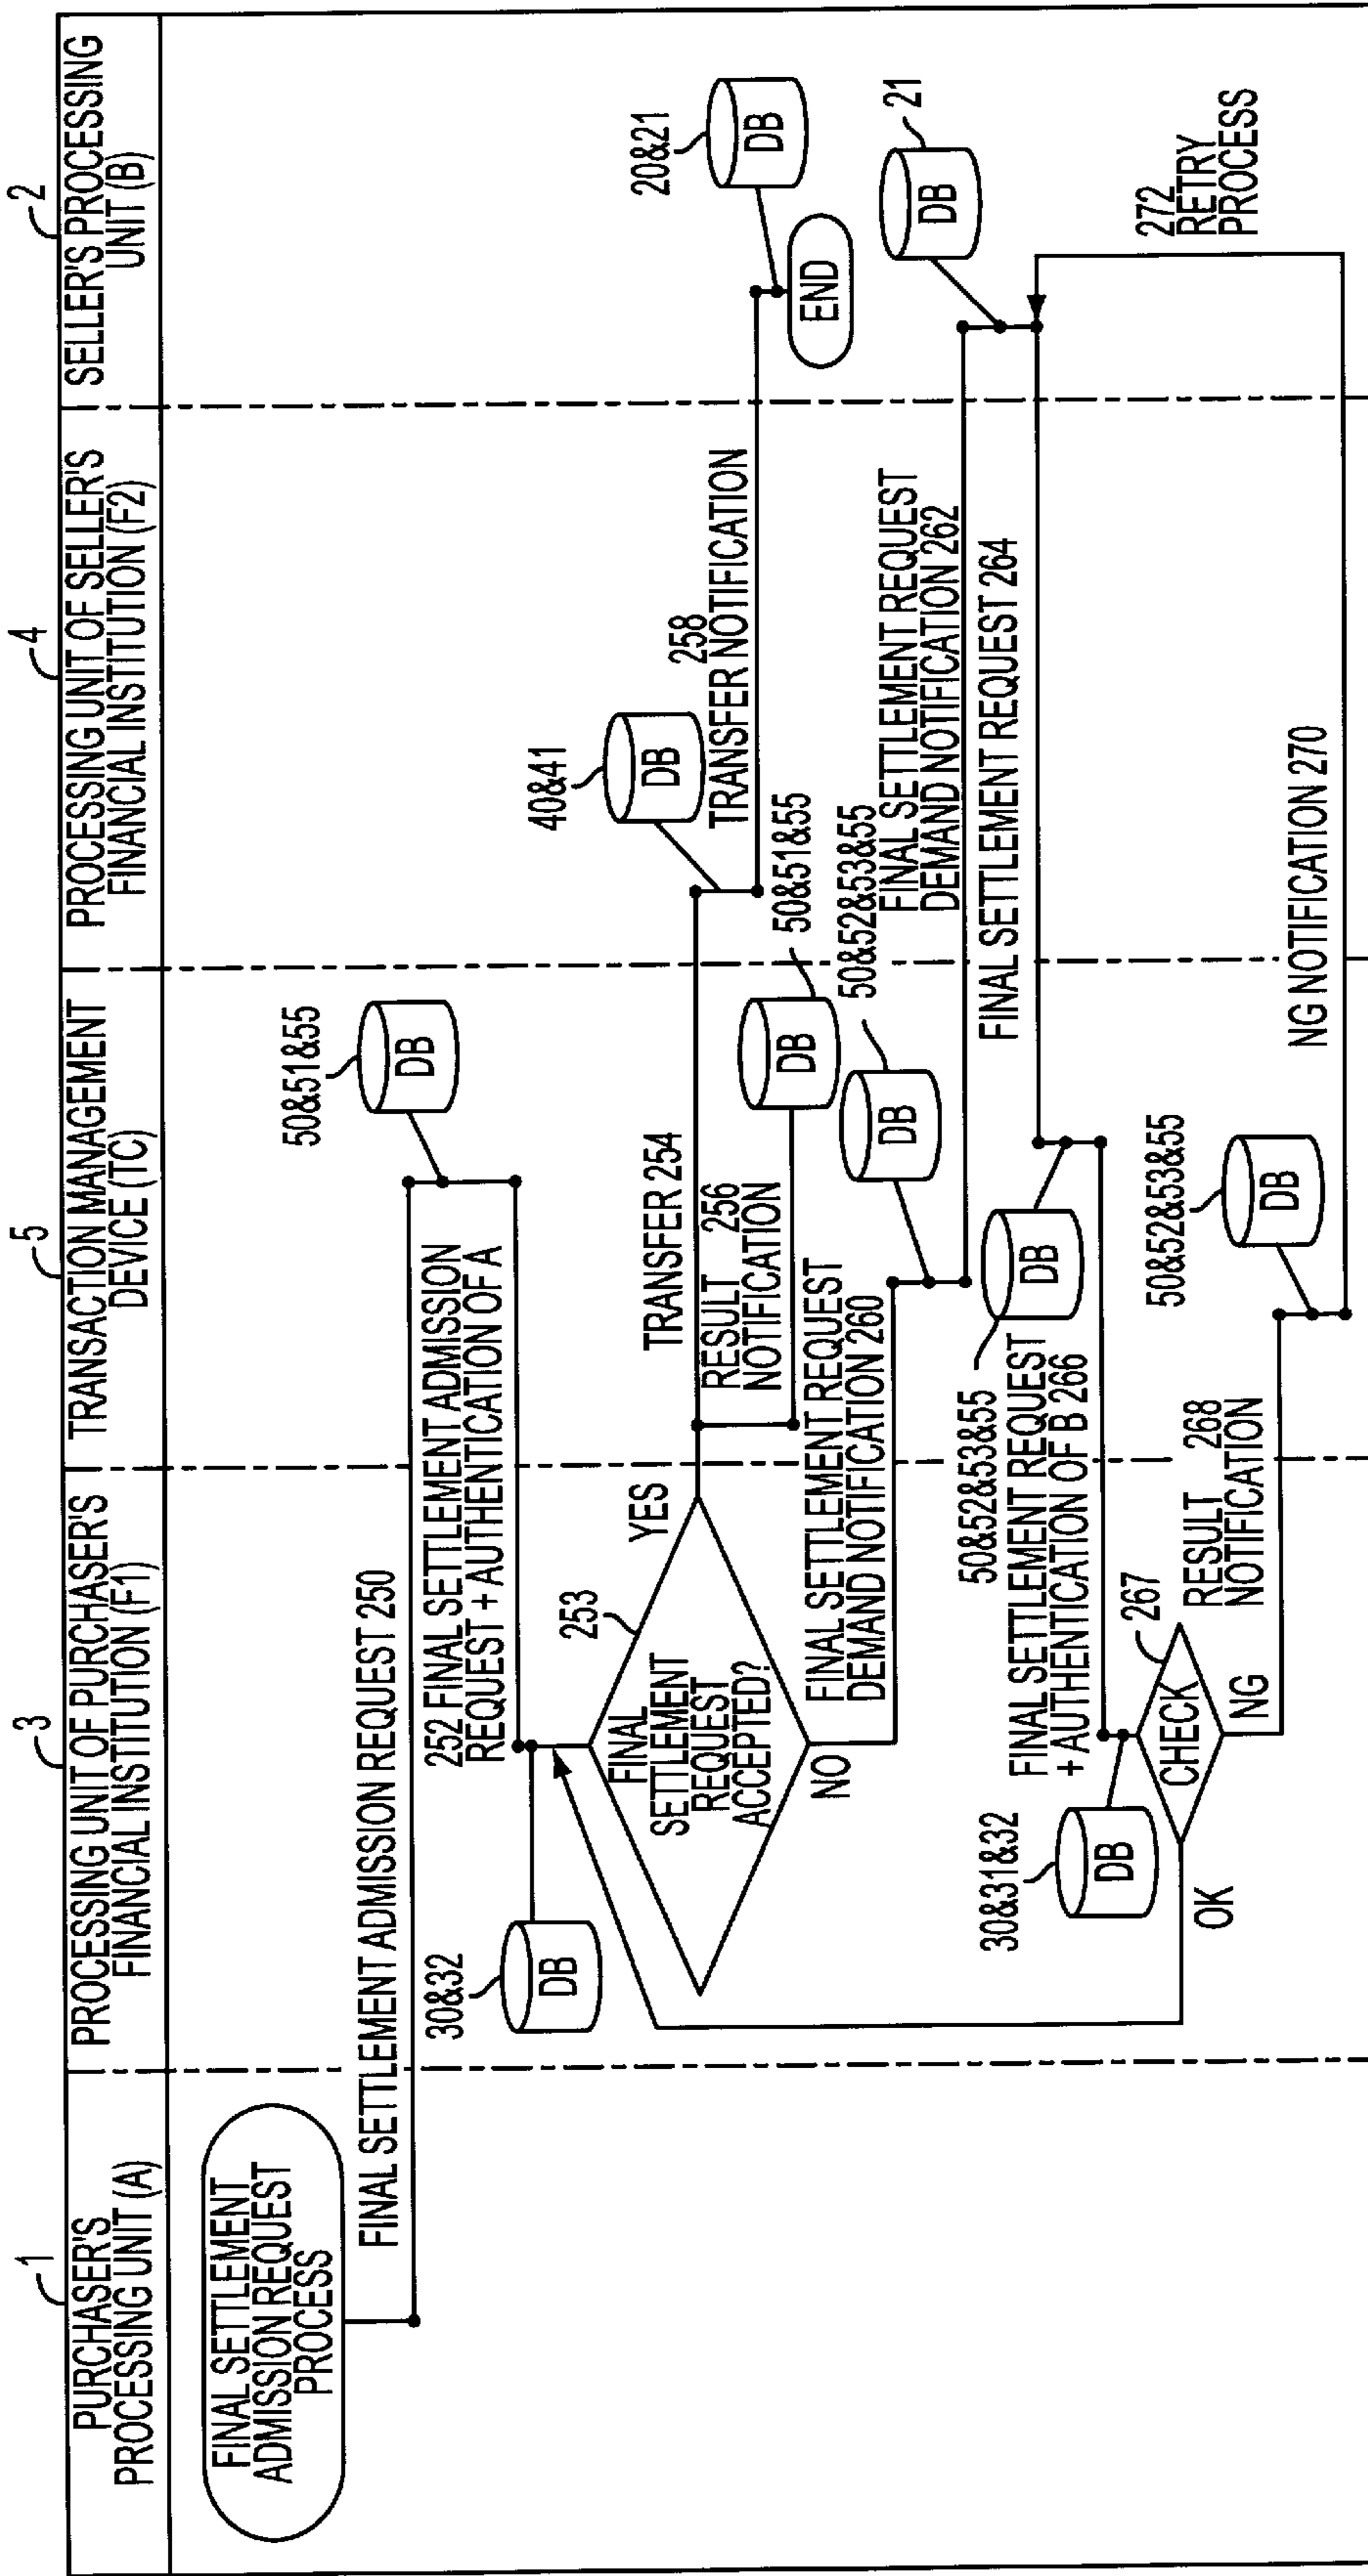 1
PURCHASER'S
PROCESSING UNIT (A)
3
PROCESSING UNIT OF PURCHASER'S
FINANCIAL INSTITUTION (F1)
5
TRANSACTION MANAGEMENT
DEVICE (TC)
4
PROCESSING UNIT OF SELLER'S
FINANCIAL INSTITUTION (F2)
2
SELLER'S PROCESSING
UNIT (B)
FINAL SETTLEMENT
ADMISSION REQUEST
PROCESS
FINAL SETTLEMENT ADMISSION REQUEST 250
50&51&55
DB
252 FINAL SETTLEMENT ADMISSION
REQUEST + AUTHENTICATION OF A
30&32
DB
253
FINAL
SETTLEMENT
REQUEST
ACCEPTED?
YES
NO
TRANSFER 254
40&41
DB
258
TRANSFER NOTIFICATION
20&21
DB
END
RESULT 256
NOTIFICATION
50&51&55
DB
FINAL SETTLEMENT REQUEST
DEMAND NOTIFICATION 260
50&52&53&55
DB
FINAL SETTLEMENT REQUEST
DEMAND NOTIFICATION 262
21
DB
FINAL SETTLEMENT REQUEST 264
50&52&53&55
DB
FINAL SETTLEMENT REQUEST
+ AUTHENTICATION OF B 266
30&31&32
DB
267
CHECK
OK
NG
RESULT 268
NOTIFICATION
50&52&53&55
DB
NG NOTIFICATION 270
272
RETRY
PROCESS